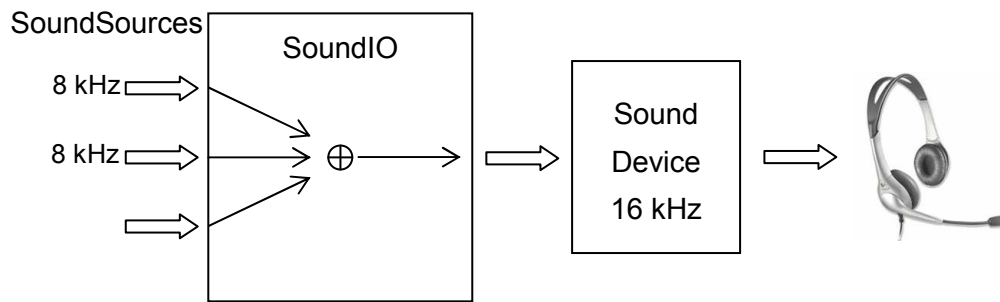 SoundSources
SoundIO
8 kHz
8 kHz
Sound
Device
16 kHz